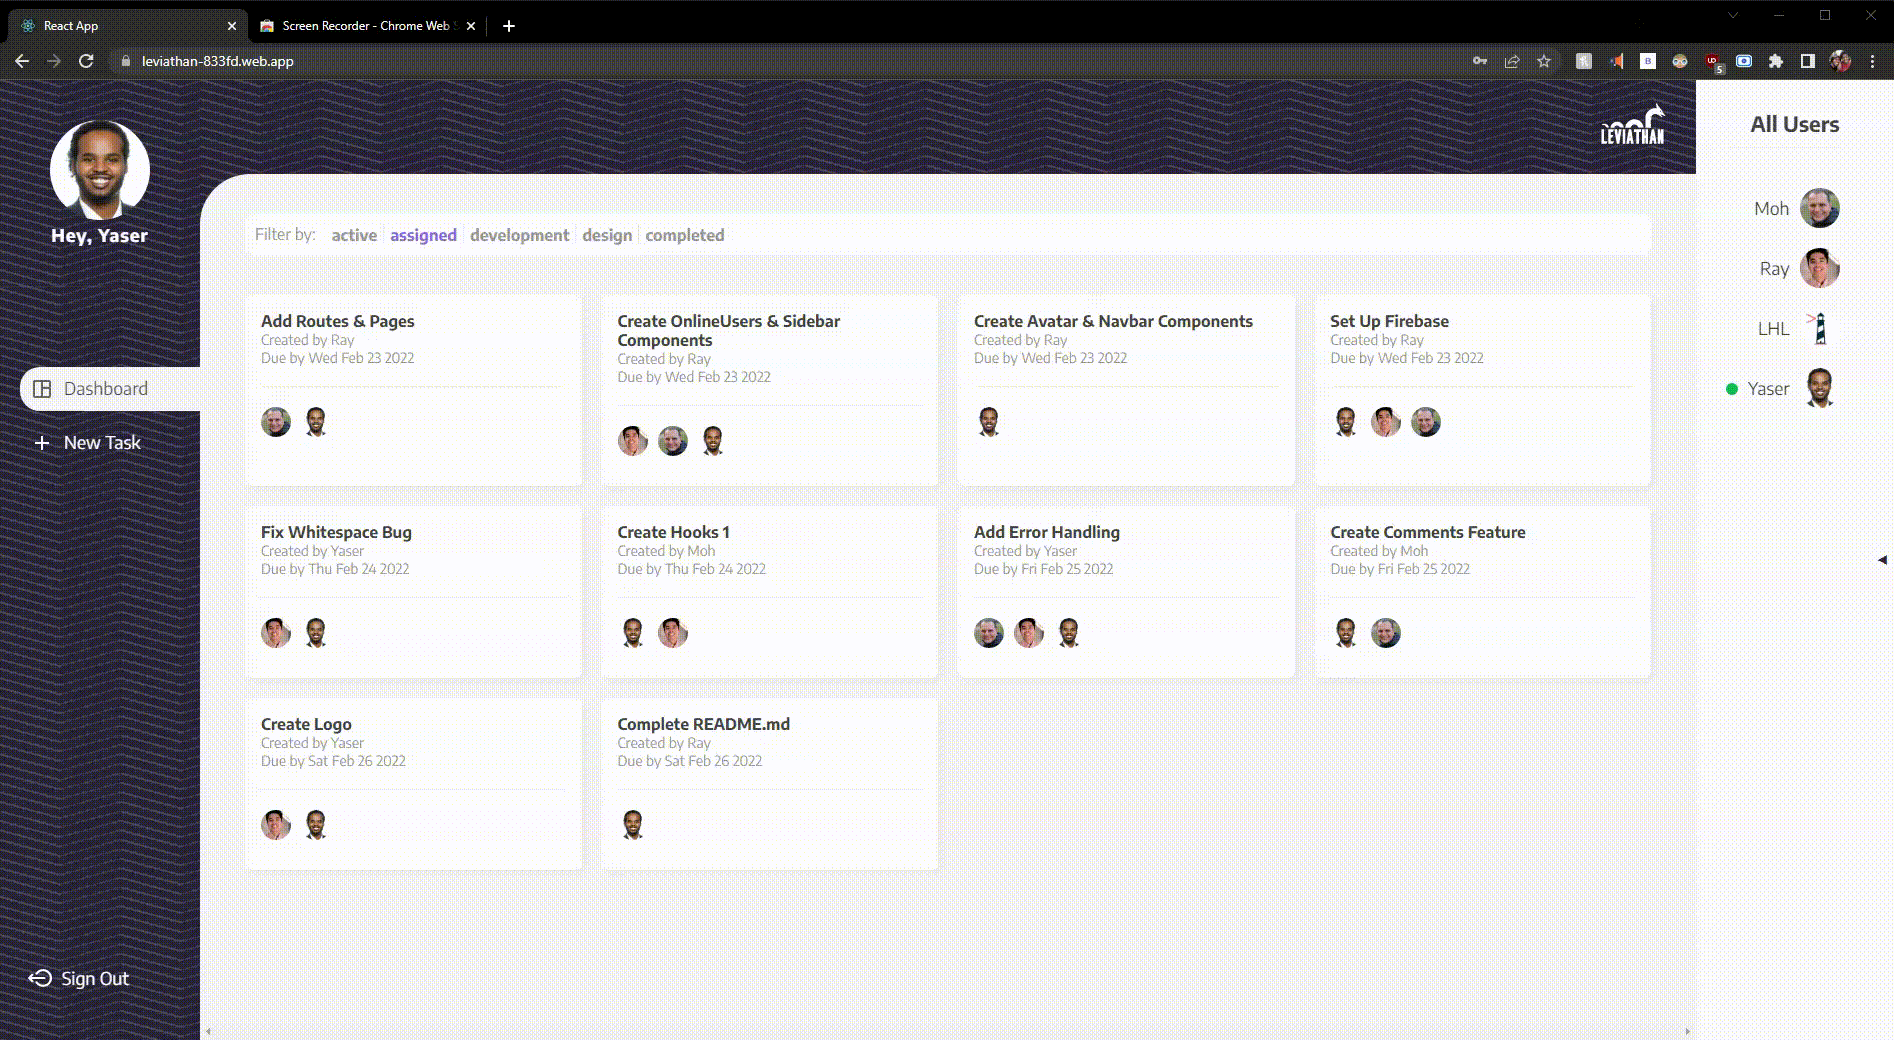 React App
Screen Recorder - Chrome Web S
leviathan-833fd.web.app
5
LEVIATHAN
Hey, Yaser
Dashboard
New Task
Sign Out
Filter by: active assigned development design completed
Add Routes & Pages
Created by Ray
Due by Wed Feb 23 2022
Create OnlineUsers & Sidebar
Components
Created by Ray
Due by Wed Feb 23 2022
Create Avatar & Navbar Components
Created by Ray
Due by Wed Feb 23 2022
Set Up Firebase
Created by Ray
Due by Wed Feb 23 2022
Fix Whitespace Bug
Created by Yaser
Due by Thu Feb 24 2022
Create Hooks 1
Created by Moh
Due by Thu Feb 24 2022
Add Error Handling
Created by Yaser
Due by Fri Feb 25 2022
Create Comments Feature
Created by Moh
Due by Fri Feb 25 2022
Create Logo
Created by Yaser
Due by Sat Feb 26 2022
Complete README.md
Created by Ray
Due by Sat Feb 26 2022
All Users
Moh
Ray
LHL
Yaser